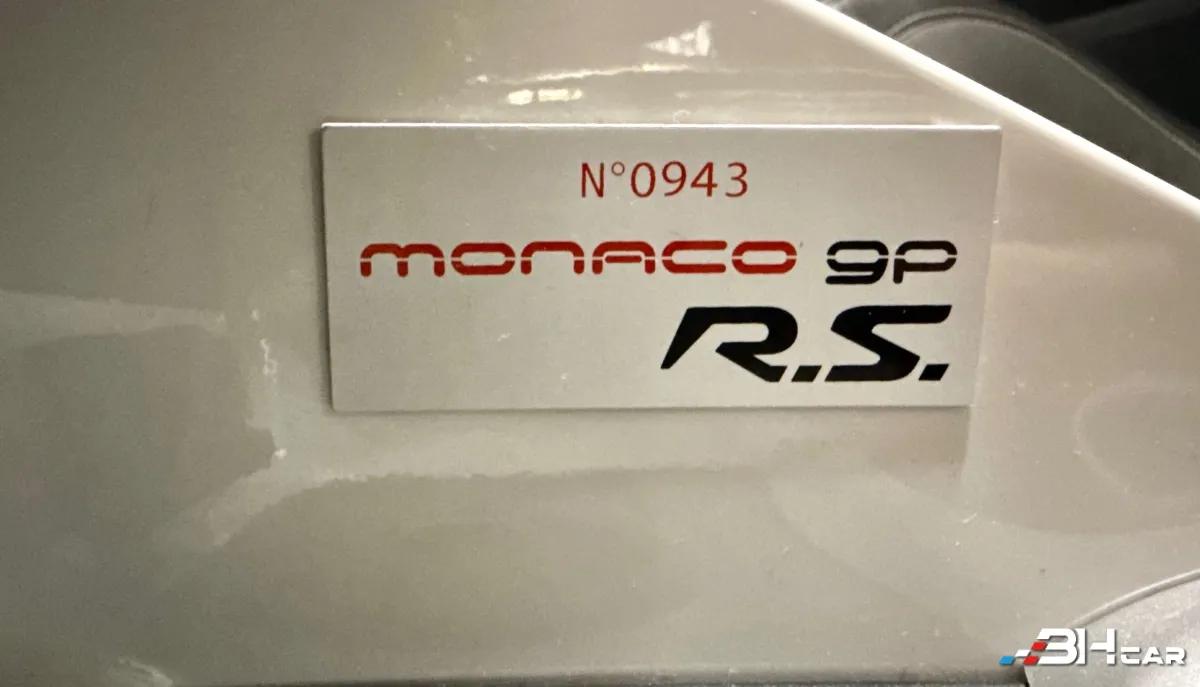 N°0943
monaco gp
R.S.
BHCAR